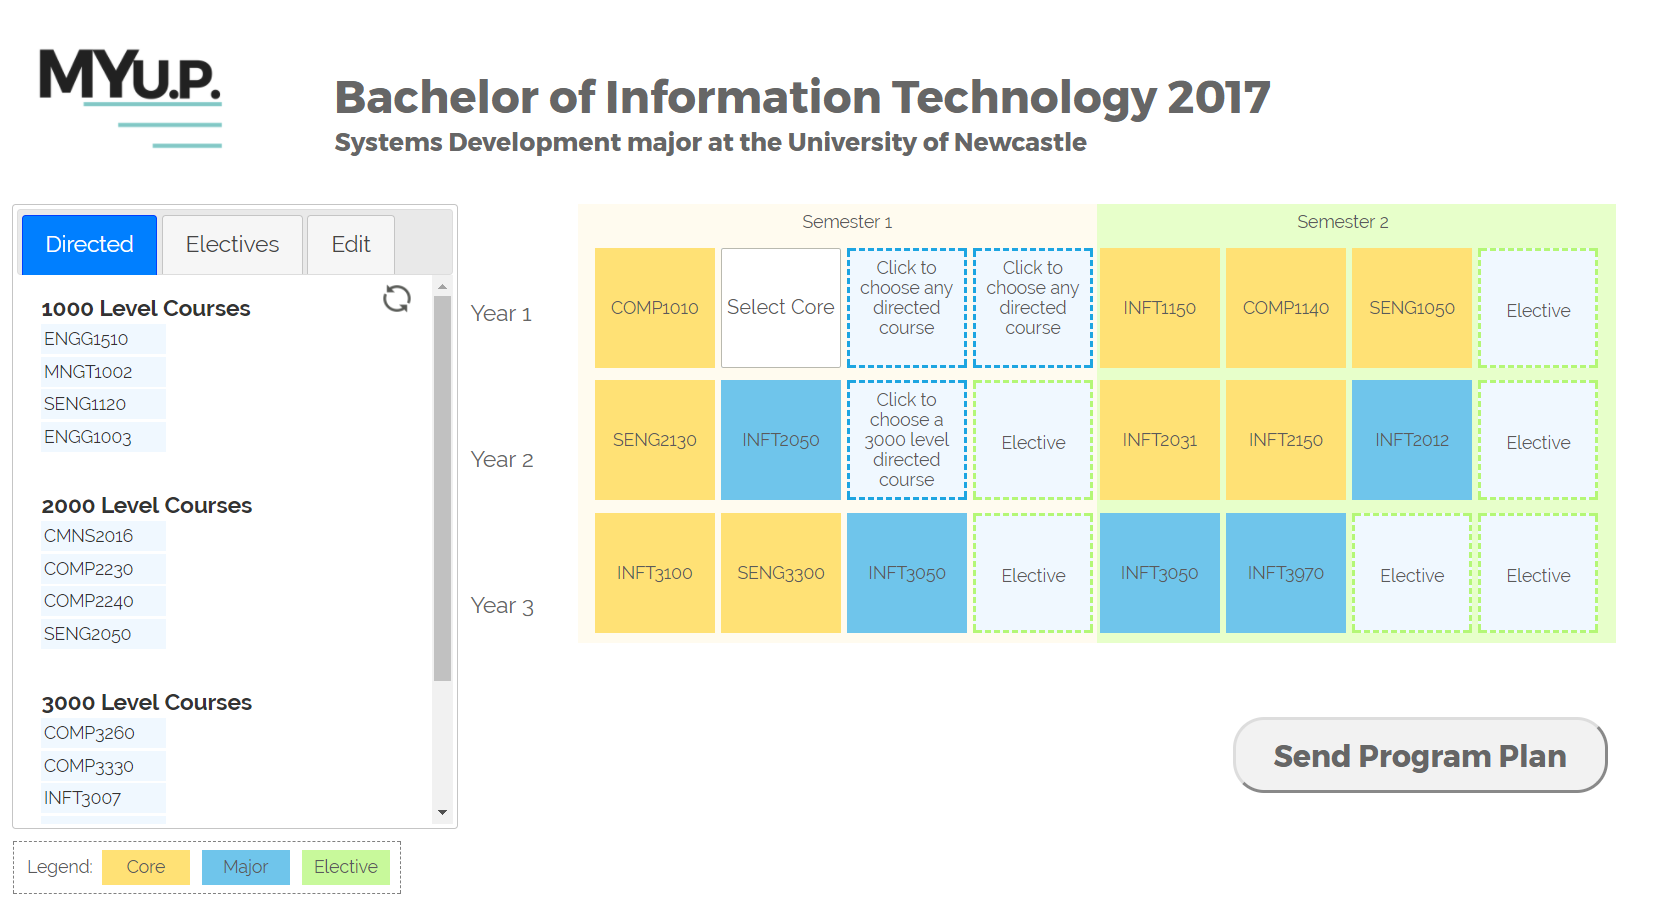 MYU.P.
Bachelor of Information Technology 2017
Systems Development major at the University of Newcastle
Directed
Electives
Edit
1000 Level Courses
ENGG1510
MNGT1002
SENG1120
ENGG1003
2000 Level Courses
CMNS2016
COMP2230
COMP2240
SENG2050
3000 Level Courses
COMP3260
COMP3330
INFT3007
Legend:
Core
Major
Elective
Semester 1
Semester 2
Year 1
COMP1010
Select Core
Click to
choose any
directed
course
Click to
choose any
directed
course
INFT1150
COMP1140
SENG1050
Elective
Year 2
SENG2130
INFT2050
Click to
choose a
3000 level
directed
course
Elective
INFT2031
INFT2150
INFT2012
Elective
Year 3
INFT3100
SENG3300
INFT3050
Elective
INFT3050
INFT3970
Elective
Elective
Send Program Plan